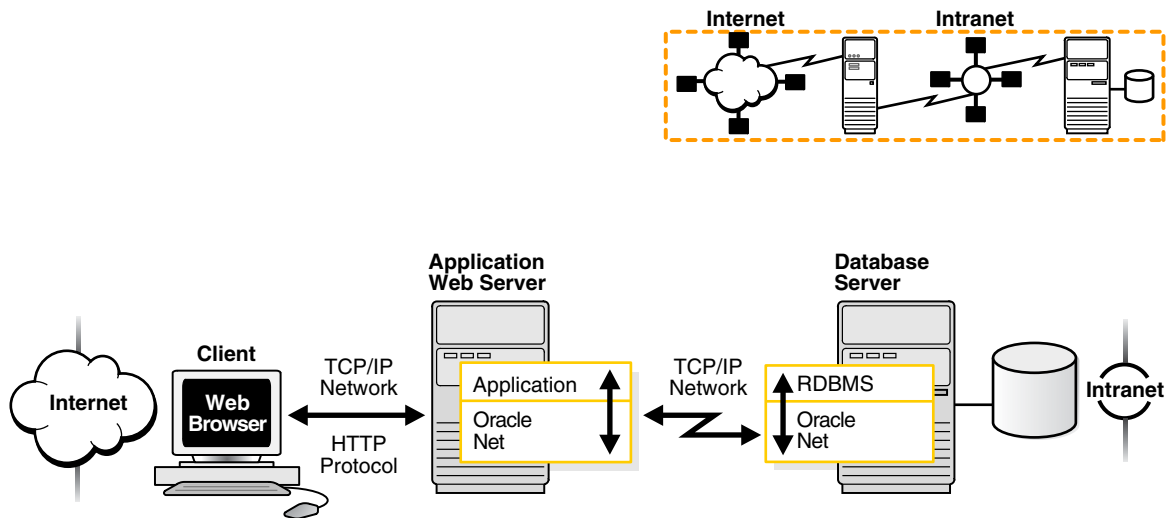 Internet
Intranet
Application
Web Server
Database
Server
Client
TCP/IP
Network
TCP/IP
Network
Internet
Web
Browser
Application
RDBMS
Intranet
Oracle
Net
Oracle
Net
HTTP
Protocol